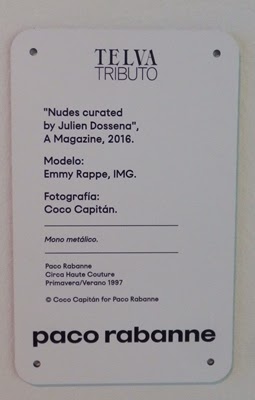 TELVA
TRIBUTO
"Nudes curated
by Julien Dossena",
A Magazine, 2016.
Modelo:
Emmy Rappe, IMG.
Fotografía:
Coco Capitán.
Mono metálico.
Paco Rabanne
Circa Haute Couture
Primavera/Verano 1997
© Coco Capitán for Paco Rabanne
paco rabanne